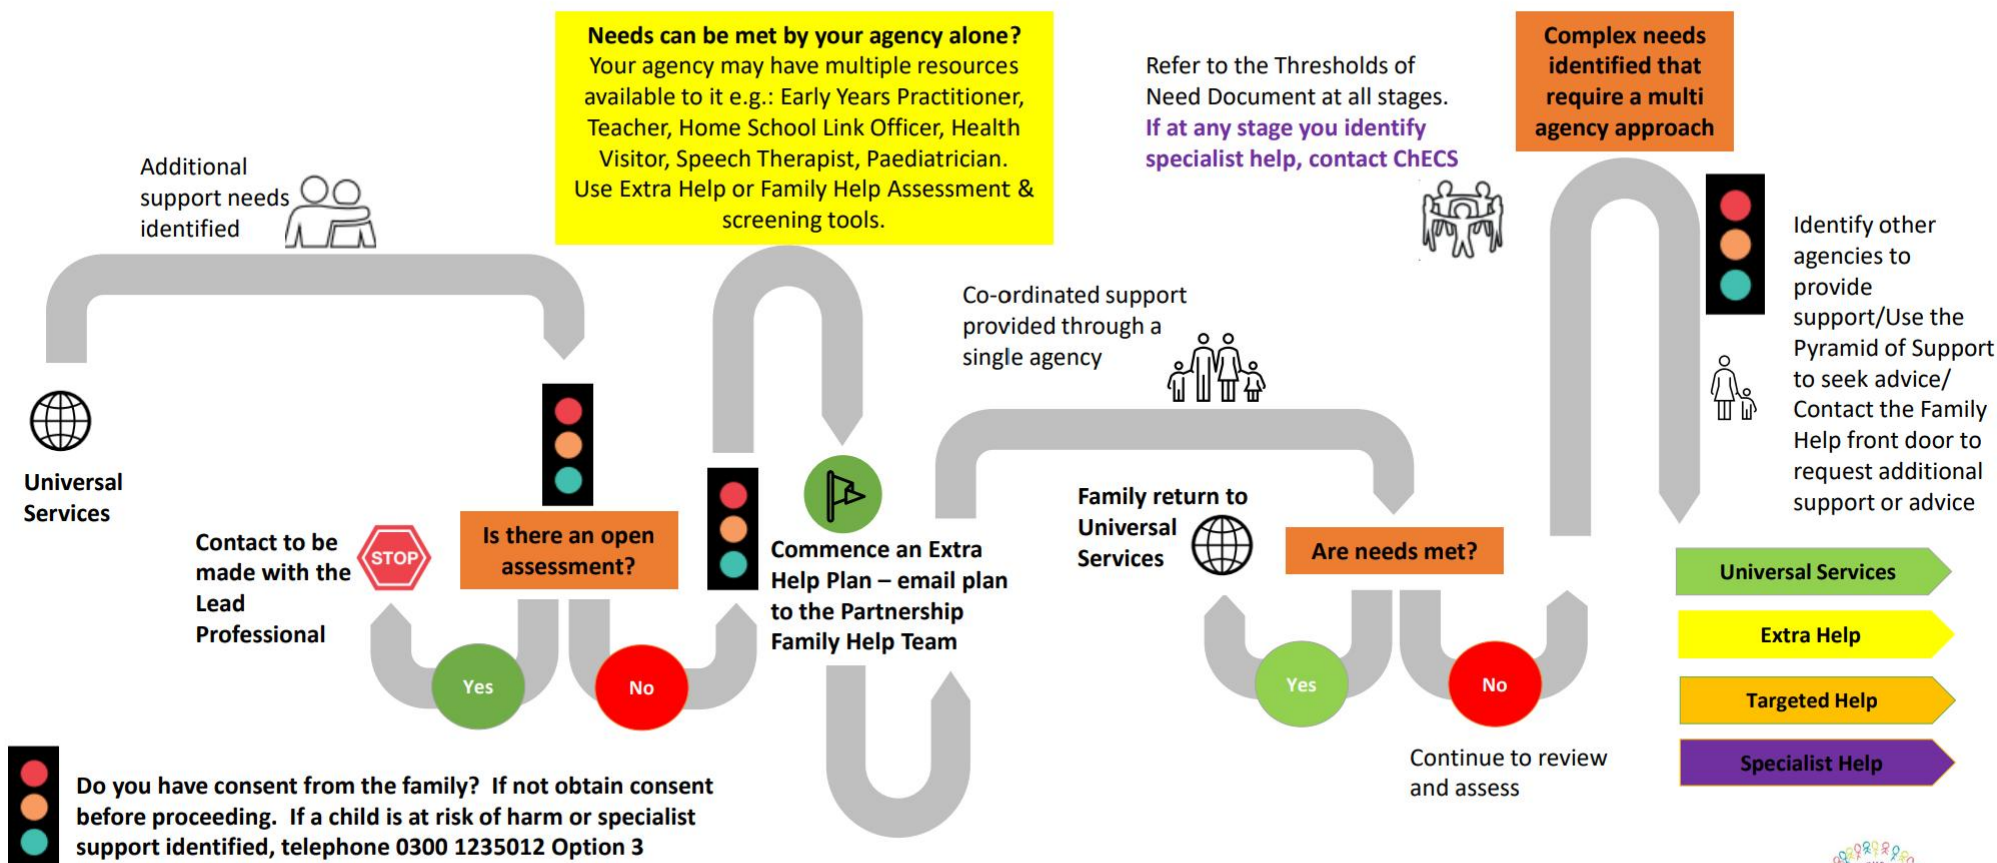 Needs can be met by your agency alone?
Your agency may have multiple resources
available to it e.g.: Early Years Practitioner,
Teacher, Home School Link Officer, Health
Visitor, Speech Therapist, Paediatrician.
Use Extra Help or Family Help Assessment &
screening tools.
Refer to the Thresholds of
Need Document at all stages.
If at any stage you identify
specialist help, contact ChECS
Complex needs
identified that
require a multi
agency approach
Additional
support needs
identified
Identify other
agencies to
provide
support/Use the
Pyramid of Support
to seek advice/
Contact the Family
Help front door to
request additional
support or advice
Co-ordinated support
provided through a
single agency
Universal
Services
Contact to be
made with the
Lead
Professional
STOP
Is there an open
assessment?
Yes
No
Commence an Extra
Help Plan – email plan
to the Partnership
Family Help Team
Family return to
Universal
Services
Are needs met?
Yes
No
Continue to review
and assess
Universal Services
Extra Help
Targeted Help
Specialist Help
Do you have consent from the family? If not obtain consent
before proceeding. If a child is at risk of harm or specialist
support identified, telephone 0300 1235012 Option 3